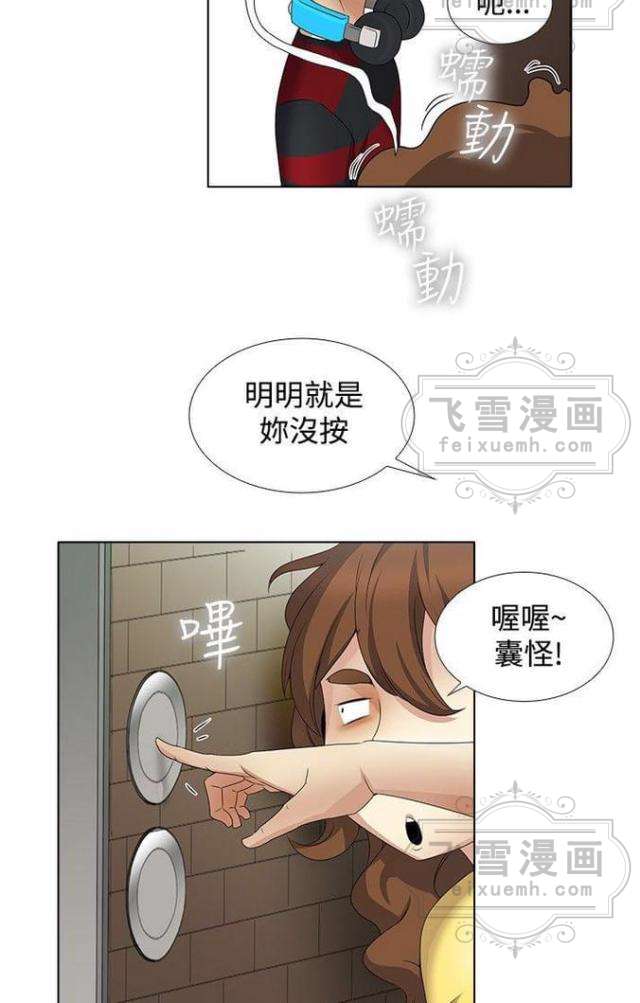 呃...
蠕動
蠕動
明明就是
妳沒按
飞雪漫画
feixuemh.com
嗶
喔喔~
囊怪!
飞雪漫画
feixuemh.com